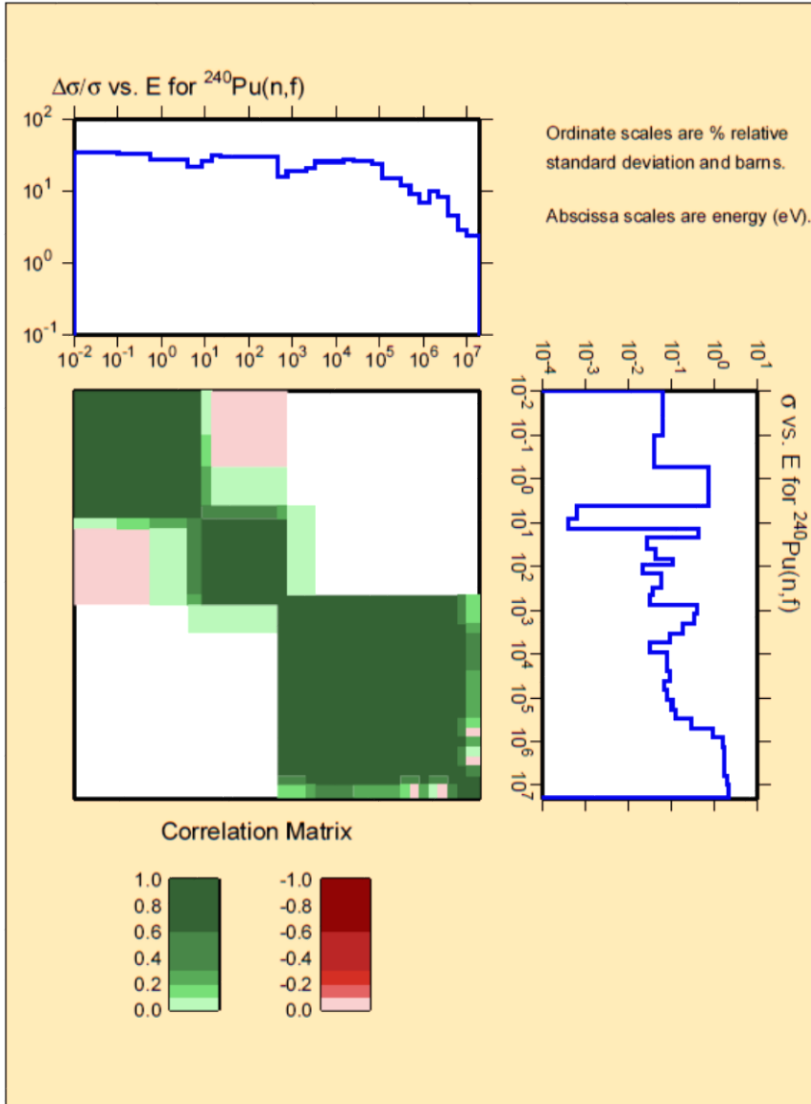 Δσ/σ vs. E for ²⁴⁰Pu(n,f)
10²
10¹
10⁰
10⁻¹
10⁻² 10⁻¹ 10⁰ 10¹ 10² 10³ 10⁴ 10⁵ 10⁶ 10⁷
Ordinate scales are % relative
standard deviation and barns.
Abscissa scales are energy (eV).
10⁻⁴ 10⁻³ 10⁻² 10⁻¹ 10⁰ 10¹
σ vs. E for ²⁴⁰Pu(n,f)
10⁻²
10⁻¹
10⁰
10¹
10²
10³
10⁴
10⁵
10⁶
10⁷
Correlation Matrix
1.0 -1.0
0.8 -0.8
0.6 -0.6
0.4 -0.4
0.2 -0.2
0.0 0.0